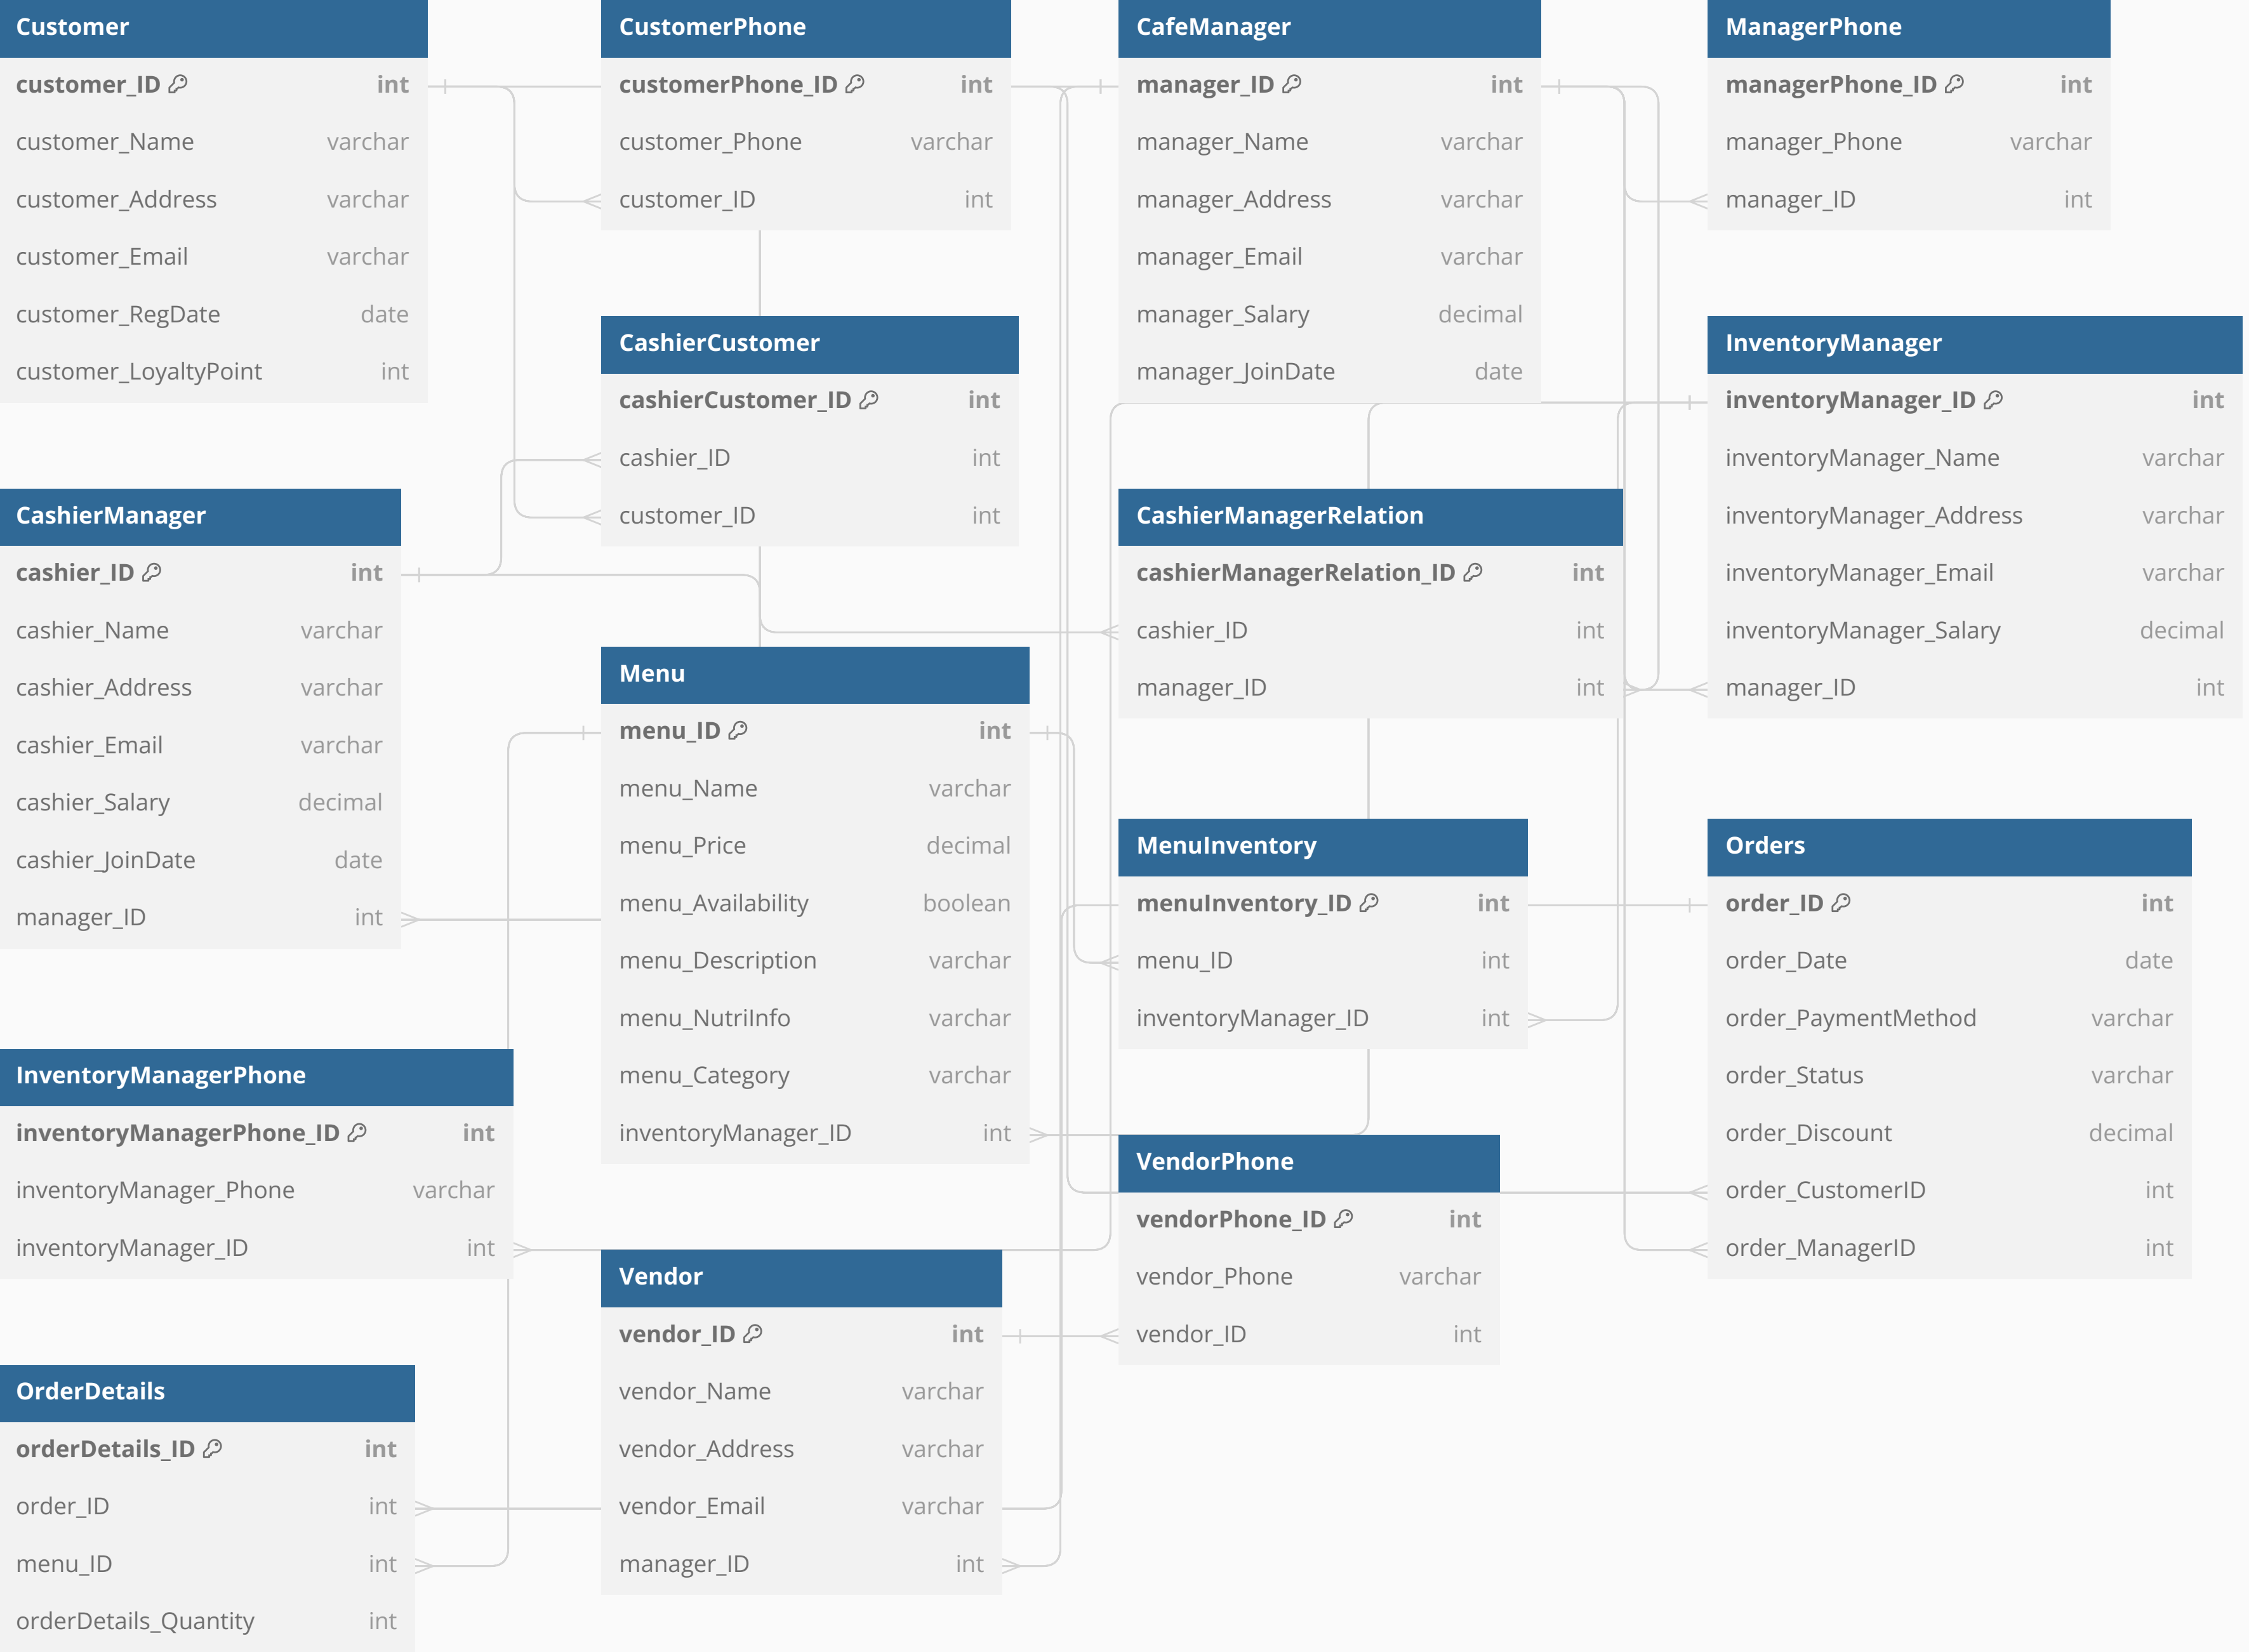 Customer
customer_ID int
customer_Name varchar
customer_Address varchar
customer_Email varchar
customer_RegDate date
customer_LoyaltyPoint int
CustomerPhone
customerPhone_ID int
customer_Phone varchar
customer_ID int
CafeManager
manager_ID int
manager_Name varchar
manager_Address varchar
manager_Email varchar
manager_Salary decimal
manager_JoinDate date
ManagerPhone
managerPhone_ID int
manager_Phone varchar
manager_ID int
CashierCustomer
cashierCustomer_ID int
cashier_ID int
customer_ID int
InventoryManager
inventoryManager_ID int
inventoryManager_Name varchar
inventoryManager_Address varchar
inventoryManager_Email varchar
inventoryManager_Salary decimal
manager_ID int
CashierManager
cashier_ID int
cashier_Name varchar
cashier_Address varchar
cashier_Email varchar
cashier_Salary decimal
cashier_JoinDate date
manager_ID int
CashierManagerRelation
cashierManagerRelation_ID int
cashier_ID int
manager_ID int
Menu
menu_ID int
menu_Name varchar
menu_Price decimal
menu_Availability boolean
menu_Description varchar
menu_NutriInfo varchar
menu_Category varchar
inventoryManager_ID int
MenuInventory
menuInventory_ID int
menu_ID int
inventoryManager_ID int
Orders
order_ID int
order_Date date
order_PaymentMethod varchar
order_Status varchar
order_Discount decimal
order_CustomerID int
order_ManagerID int
InventoryManagerPhone
inventoryManagerPhone_ID int
inventoryManager_Phone varchar
inventoryManager_ID int
VendorPhone
vendorPhone_ID int
vendor_Phone varchar
vendor_ID int
Vendor
vendor_ID int
vendor_Name varchar
vendor_Address varchar
vendor_Email varchar
manager_ID int
OrderDetails
orderDetails_ID int
order_ID int
menu_ID int
orderDetails_Quantity int